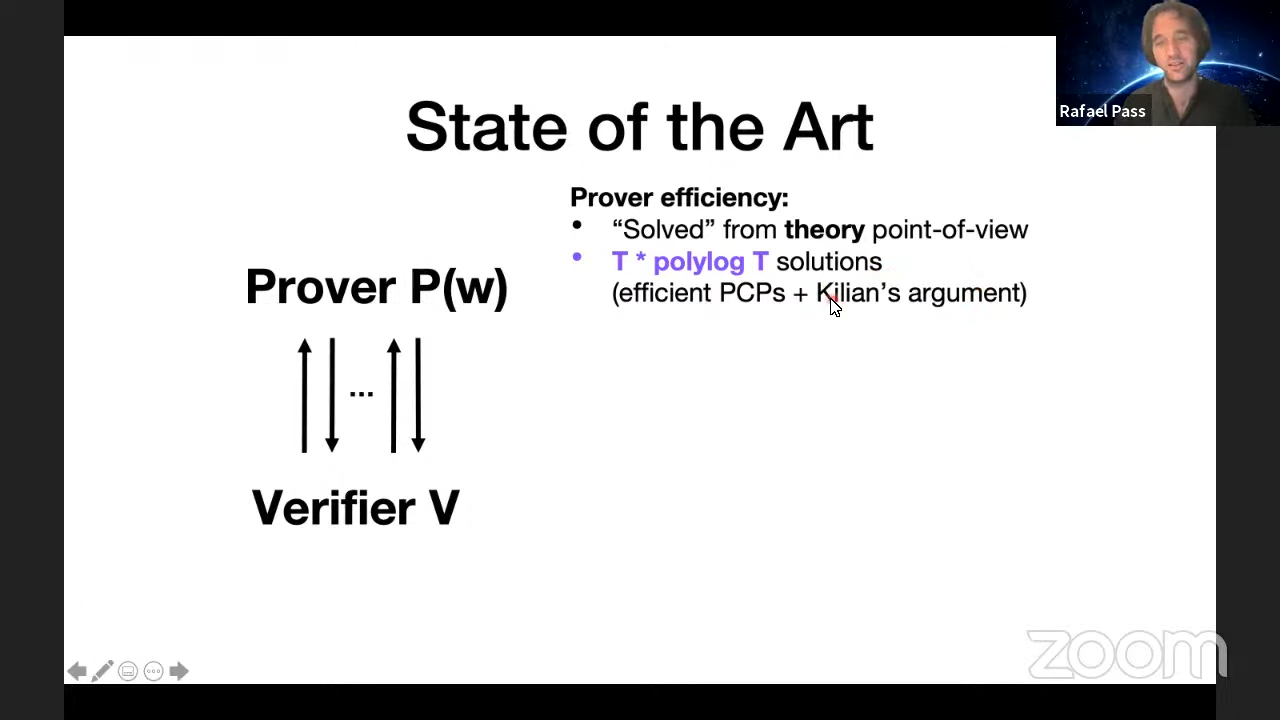 Rafael Pass
State of the Art
Prover efficiency:
• “Solved” from theory point-of-view
• T * polylog T solutions
(efficient PCPs + Kilian’s argument)
Prover P(w)
...
Verifier V
zoom